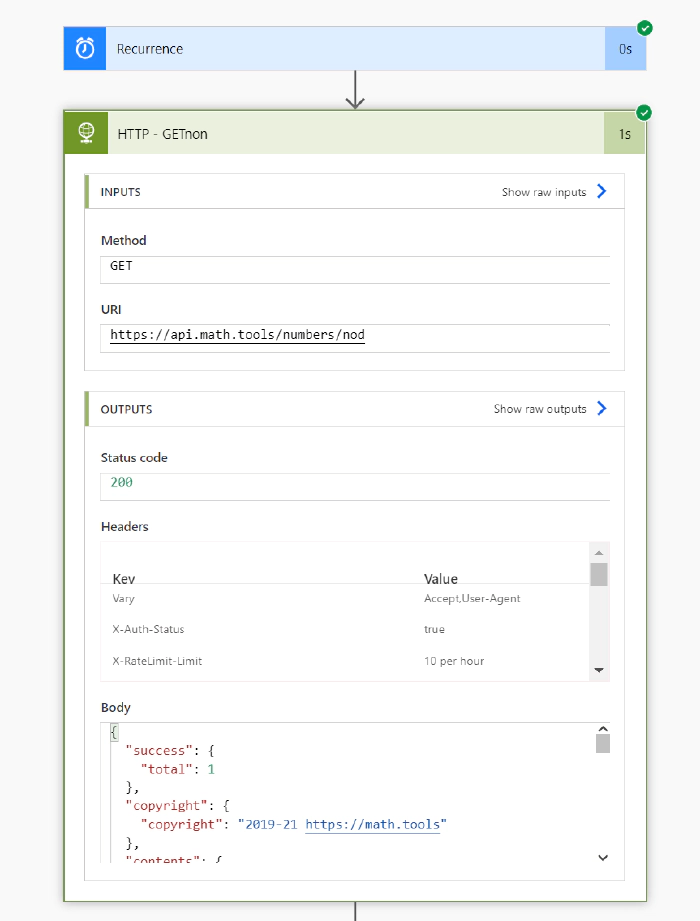 Recurrence 0s
HTTP - GETnon 1s
INPUTS Show raw inputs
Method
GET
URI
https://api.math.tools/numbers/nod
OUTPUTS Show raw outputs
Status code
200
Headers
Key Value
Vary Accept,User-Agent
X-Auth-Status true
X-RateLimit-Limit 10 per hour
Body
{
"success": {
"total": 1
},
"copyright": {
"copyright": "2019-21 https://math.tools"
},
"contents": {